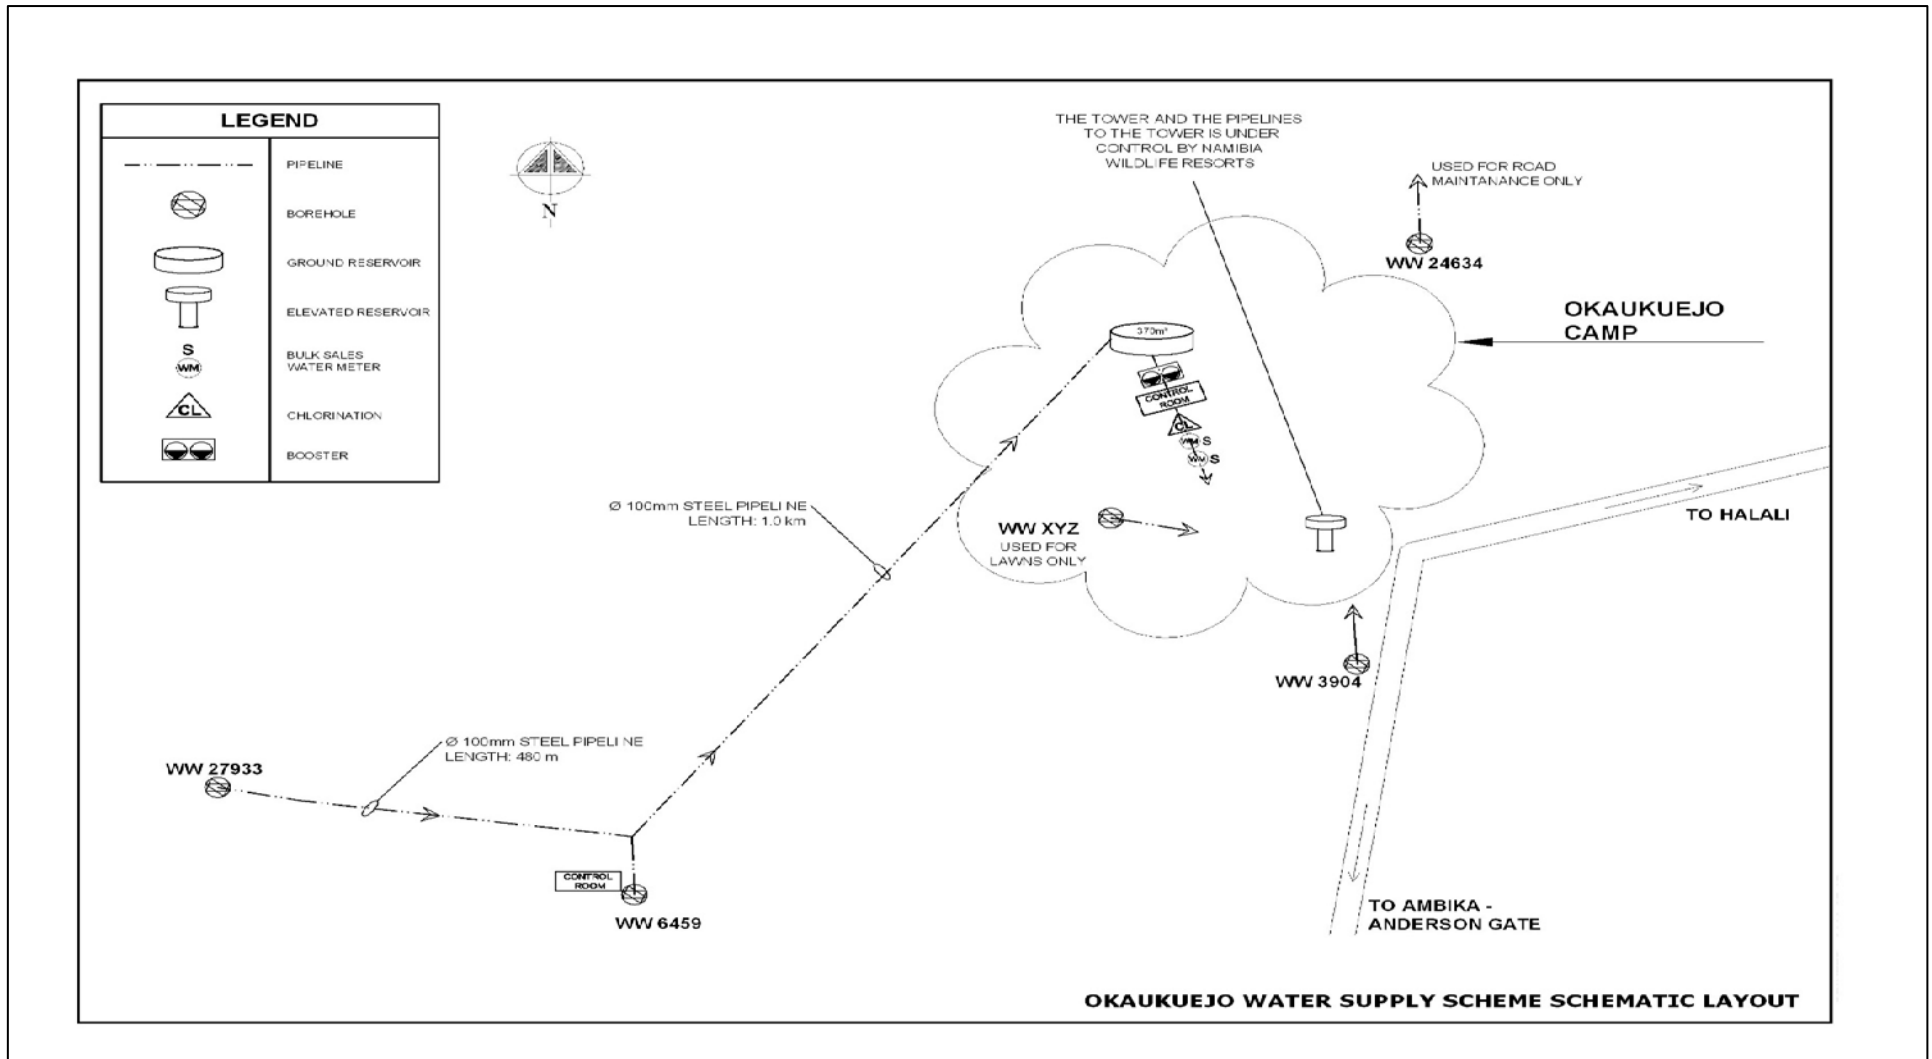 LEGEND
PIPELINE
BOREHOLE
GROUND RESERVOIR
ELEVATED RESERVOIR
S
WM
BULK SALES
WATER METER
CL
CHLORINATION
BOOSTER
N
THE TOWER AND THE PIPELINES
TO THE TOWER IS UNDER
CONTROL BY NAMIBIA
WILDLIFE RESORTS
USED FOR ROAD
MAINTANANCE ONLY
WW 24634
OKAUKUEJO
CAMP
370m³
CONTROL
ROOM
CL
WM S
WM S
Ø 100mm STEEL PIPELINE
LENGTH: 1.0 km
WW XYZ
USED FOR
LAWNS ONLY
TO HALALI
WW 3904
Ø 100mm STEEL PIPELINE
LENGTH: 480 m
WW 27933
CONTROL
ROOM
WW 6459
TO AMBIKA -
ANDERSON GATE
OKAUKUEJO WATER SUPPLY SCHEME SCHEMATIC LAYOUT